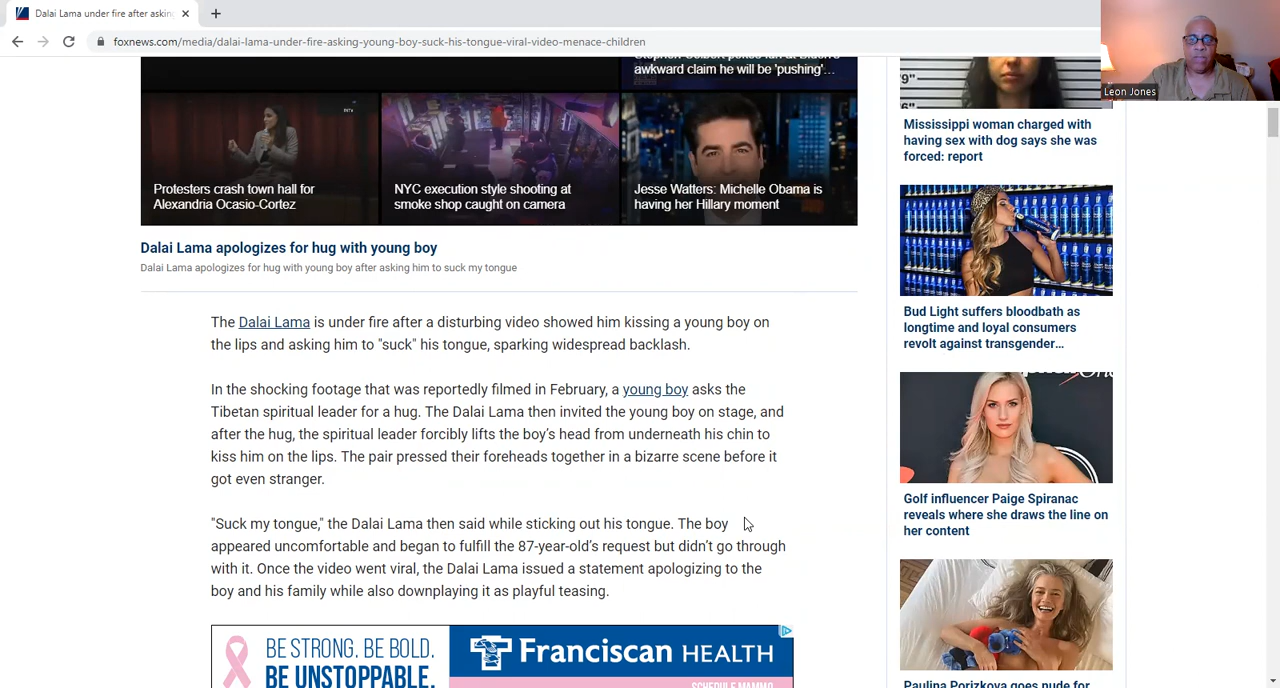 Dalai Lama under fire after asking
foxnews.com/media/dalai-lama-under-fire-asking-young-boy-suck-his-tongue-viral-video-menace-children
Leon Jones
awkward claim he will be 'pushing'...
Protesters crash town hall for
Alexandria Ocasio-Cortez
NYC execution style shooting at
smoke shop caught on camera
Jesse Watters: Michelle Obama is
having her Hillary moment
Dalai Lama apologizes for hug with young boy
Dalai Lama apologizes for hug with young boy after asking him to suck my tongue
The Dalai Lama is under fire after a disturbing video showed him kissing a young boy on
the lips and asking him to "suck" his tongue, sparking widespread backlash.
In the shocking footage that was reportedly filmed in February, a young boy asks the
Tibetan spiritual leader for a hug. The Dalai Lama then invited the young boy on stage, and
after the hug, the spiritual leader forcibly lifts the boy's head from underneath his chin to
kiss him on the lips. The pair pressed their foreheads together in a bizarre scene before it
got even stranger.
"Suck my tongue," the Dalai Lama then said while sticking out his tongue. The boy
appeared uncomfortable and began to fulfill the 87-year-old's request but didn't go through
with it. Once the video went viral, the Dalai Lama issued a statement apologizing to the
boy and his family while also downplaying it as playful teasing.
BE STRONG. BE BOLD.
BE UNSTOPPABLE.
Franciscan HEALTH
SCHEDULE MAMMO
Mississippi woman charged with
having sex with dog says she was
forced: report
Bud Light suffers bloodbath as
longtime and loyal consumers
revolt against transgender...
Golf influencer Paige Spiranac
reveals where she draws the line on
her content
Paulina Porizkova goes nude for